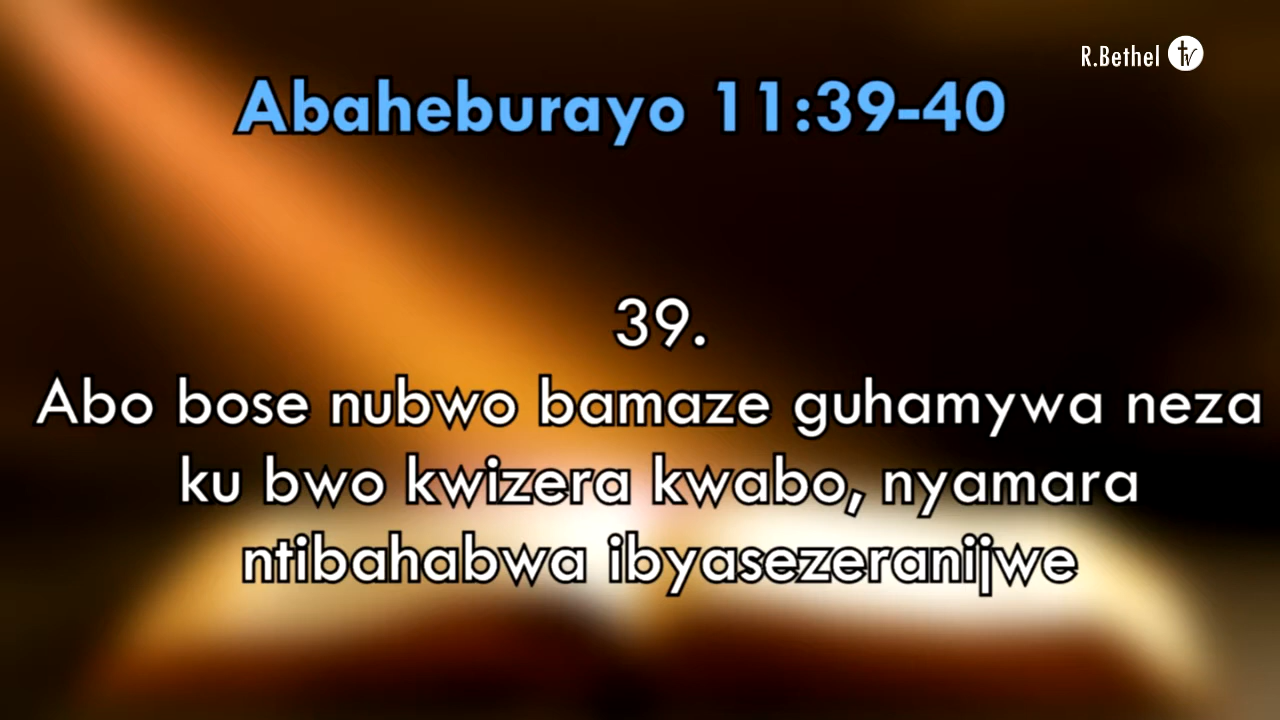 R.Bethel tv
Abaheburayo 11:39-40
39.
Abo bose nubwo bamaze guhamywa neza
ku bwo kwizera kwabo, nyamara
ntibahabwa ibyasezeranijwe